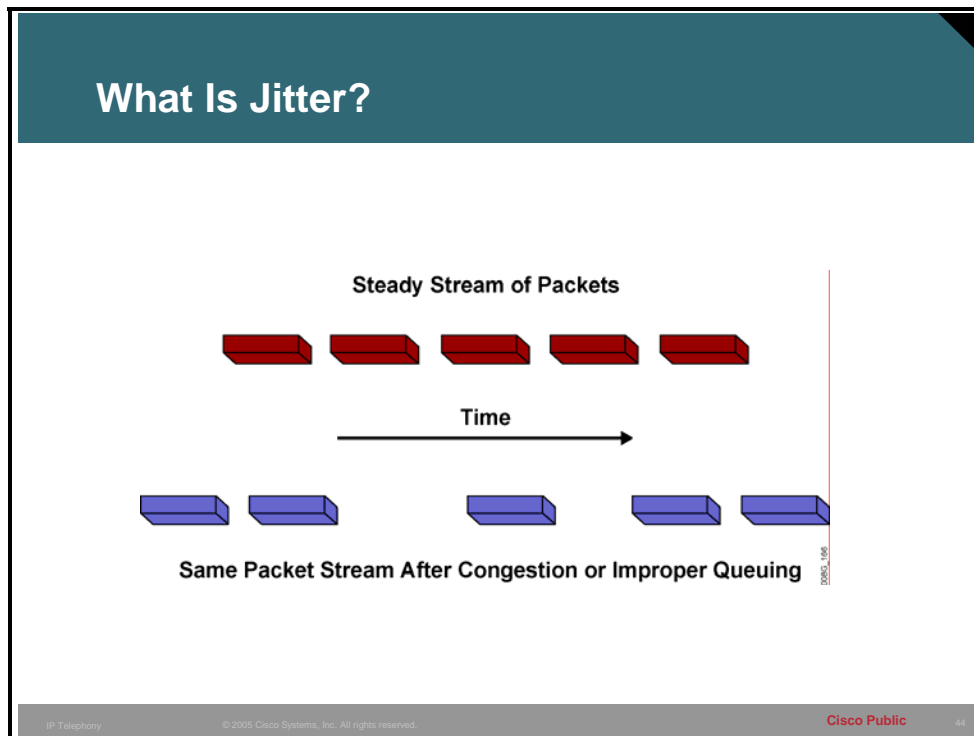 What Is Jitter?
Steady Stream of Packets
Time
Same Packet Stream After Congestion or Improper Queuing
IP Telephony
© 2005 Cisco Systems, Inc. All rights reserved.
Cisco Public
44